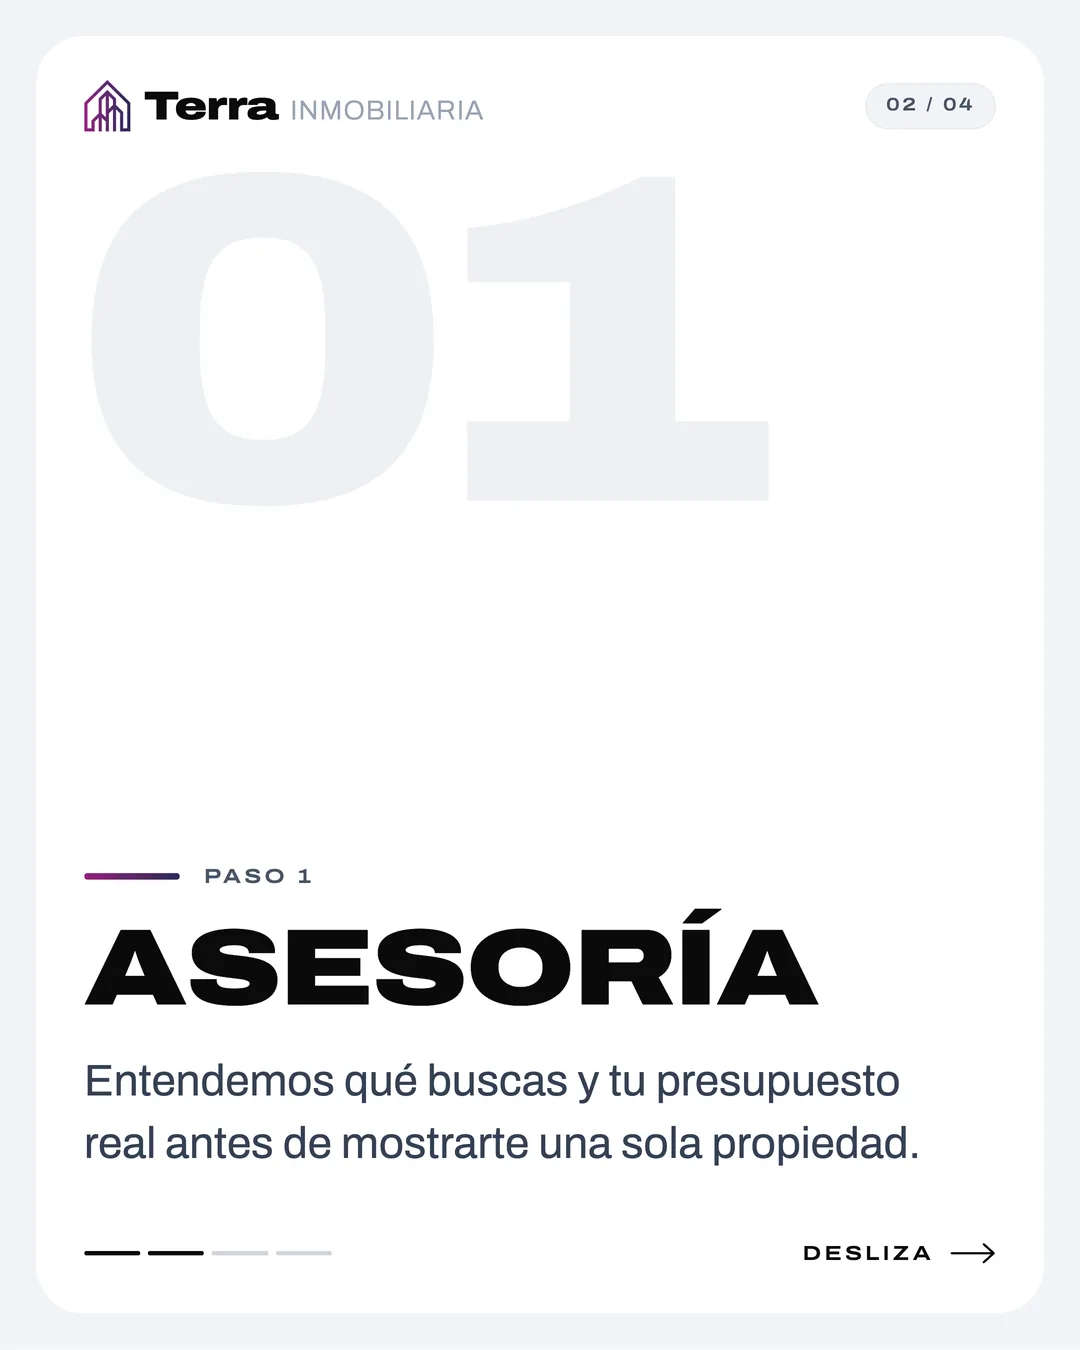 Terra INMOBILIARIA
02 / 04
01
PASO 1
ASESORÍA
Entendemos qué buscas y tu presupuesto
real antes de mostrarte una sola propiedad.
DESLIZA